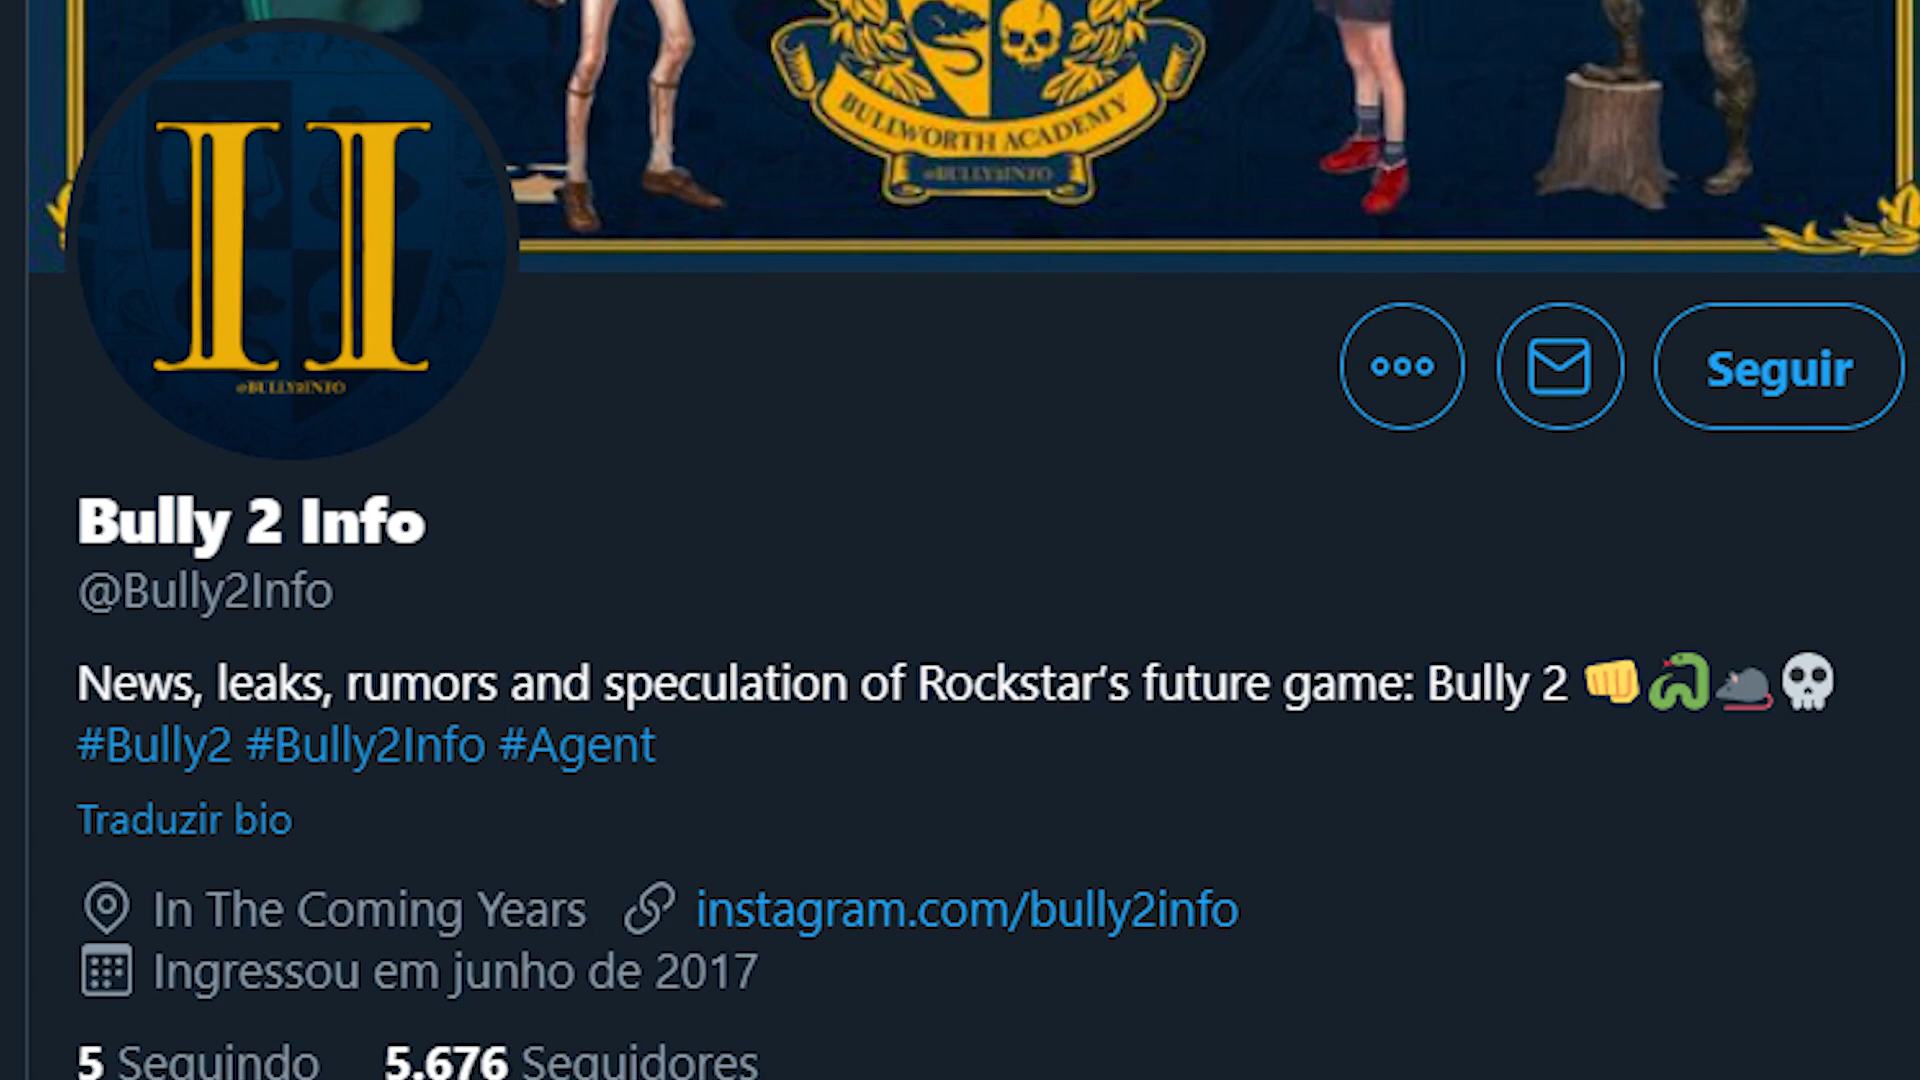 BULLWORTH ACADEMY
@BULLY2INFO
II
@BULLY2INFO
Seguir
Bully 2 Info
@Bully2Info
News, leaks, rumors and speculation of Rockstar's future game: Bully 2 👊🐍🐀💀
#Bully2 #Bully2Info #Agent
Traduzir bio
In The Coming Years instagram.com/bully2info
Ingressou em junho de 2017
5 Seguindo 5.676 Seguidores